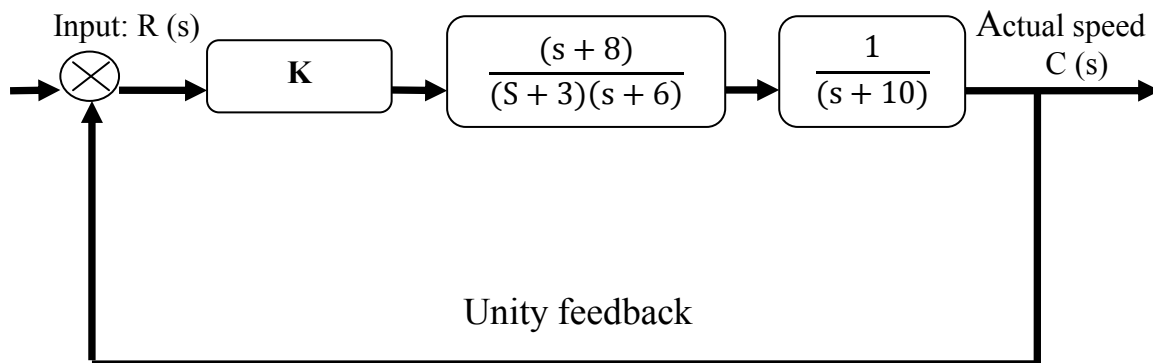 Input: R (s)
K
(s + 8)
(S + 3)(s + 6)
1
(s + 10)
Actual speed
C (s)
Unity feedback